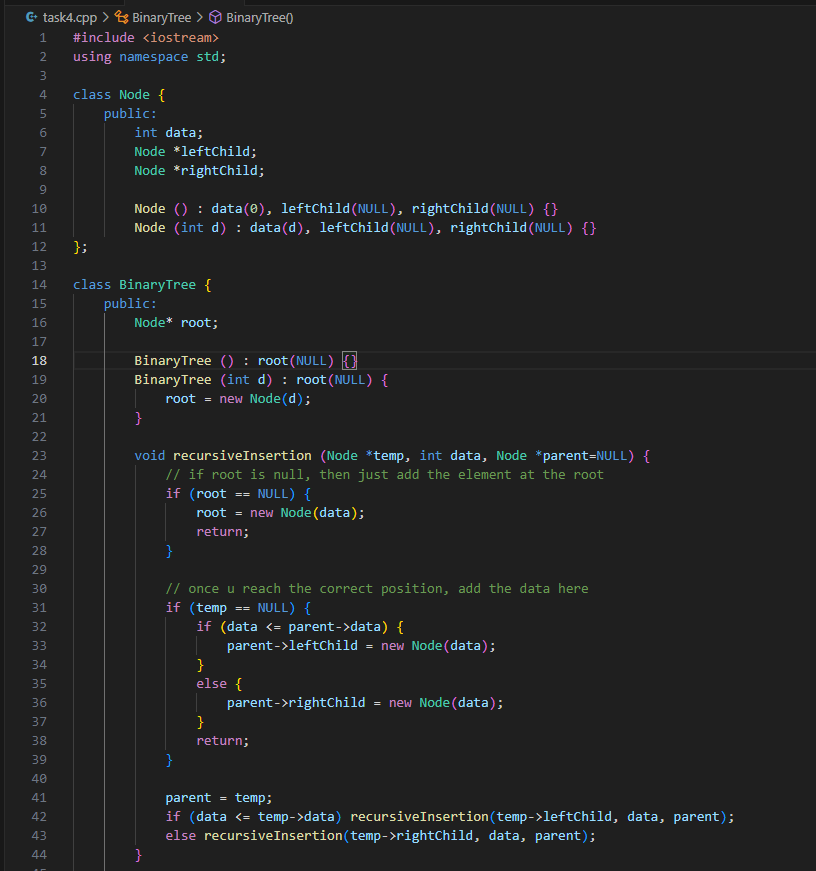 task4.cpp > BinaryTree > BinaryTree()
1 #include <iostream>
2 using namespace std;
3
4 class Node {
5     public:
6         int data;
7         Node *leftChild;
8         Node *rightChild;
9
10         Node () : data(0), leftChild(NULL), rightChild(NULL) {}
11         Node (int d) : data(d), leftChild(NULL), rightChild(NULL) {}
12 };
13
14 class BinaryTree {
15     public:
16         Node* root;
17
18         BinaryTree () : root(NULL) {}
19         BinaryTree (int d) : root(NULL) {
20             root = new Node(d);
21         }
22
23         void recursiveInsertion (Node *temp, int data, Node *parent=NULL) {
24             // if root is null, then just add the element at the root
25             if (root == NULL) {
26                 root = new Node(data);
27                 return;
28             }
29
30             // once u reach the correct position, add the data here
31             if (temp == NULL) {
32                 if (data <= parent->data) {
33                     parent->leftChild = new Node(data);
34                 }
35                 else {
36                     parent->rightChild = new Node(data);
37                 }
38                 return;
39             }
40
41             parent = temp;
42             if (data <= temp->data) recursiveInsertion(temp->leftChild, data, parent);
43             else recursiveInsertion(temp->rightChild, data, parent);
44         }